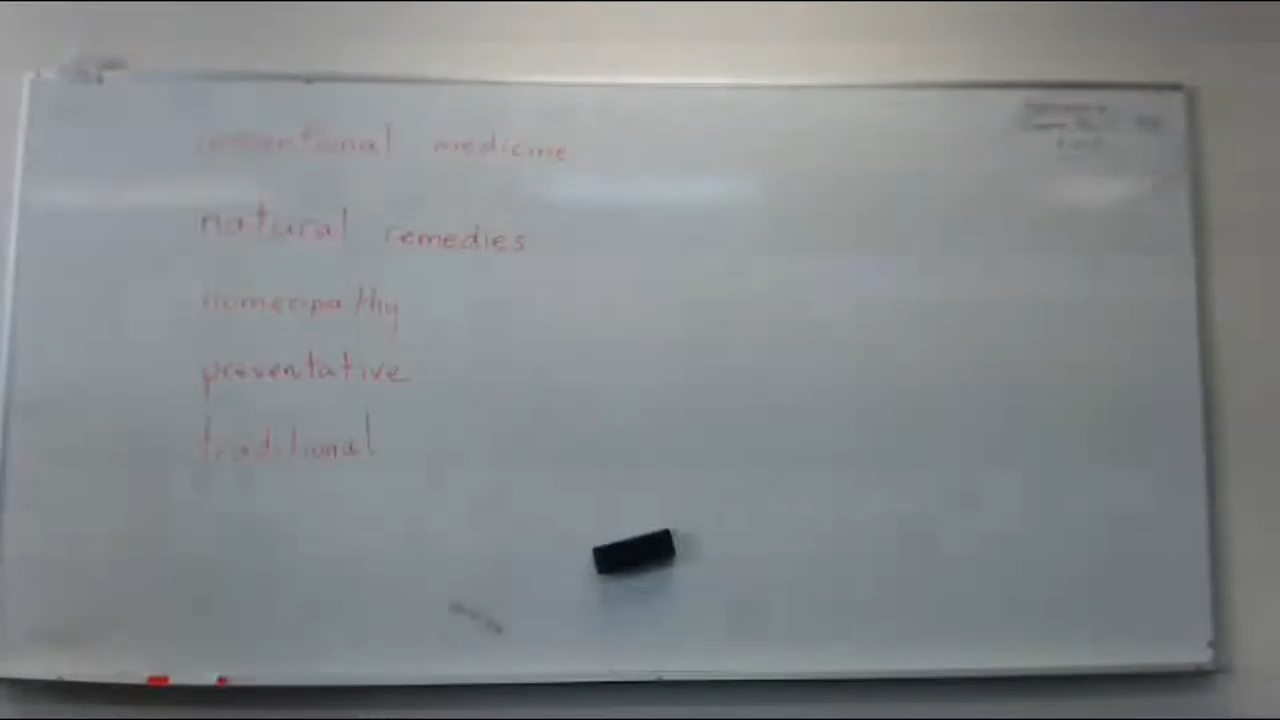 conventional medicine
natural remedies
homeopathy
preventative
traditional